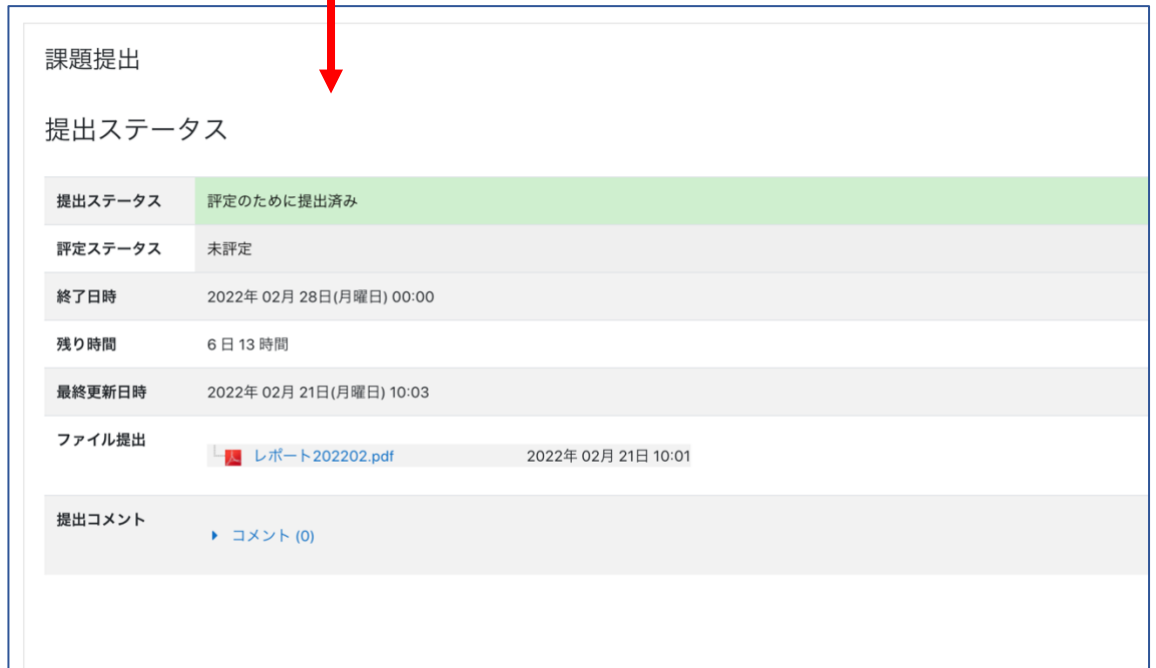 課題提出
提出ステータス
提出ステータス 評定のために提出済み
評定ステータス 未評定
終了日時 2022年 02月 28日(月曜日) 00:00
残り時間 6 日 13 時間
最終更新日時 2022年 02月 21日(月曜日) 10:03
ファイル提出
レポート202202.pdf 2022年 02月 21日 10:01
提出コメント
コメント (0)